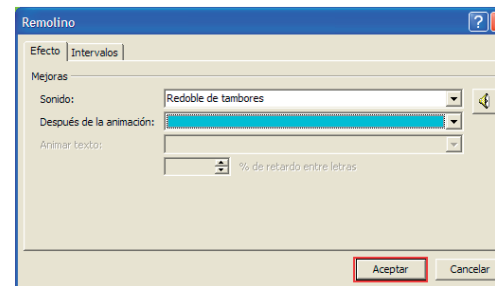 Remolino
?
Efecto Intervalos
Mejoras
Sonido: Redoble de tambores
Después de la animación:
Animar texto:
% de retardo entre letras
Aceptar Cancelar